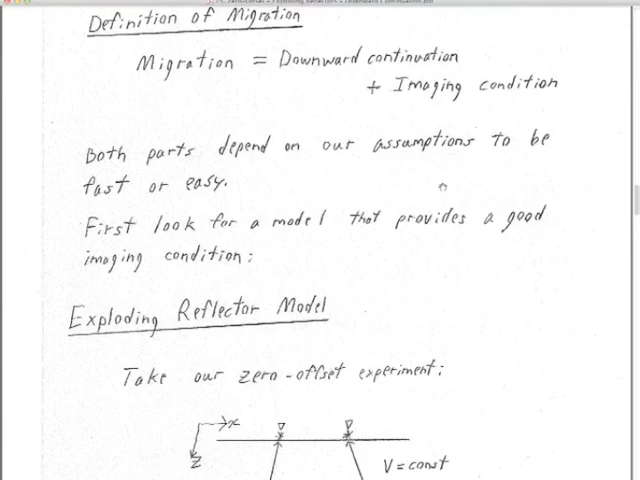 Definition of Migration
Migration = Downward continuation
+ Imaging condition
Both parts depend on our assumptions to be
fast or easy.
First look for a model that provides a good
imaging condition:
Exploding Reflector Model
Take our zero-offset experiment:
x
z
V = const